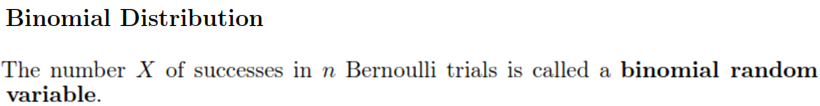 Binomial Distribution
The number X of successes in n Bernoulli trials is called a binomial random
variable.